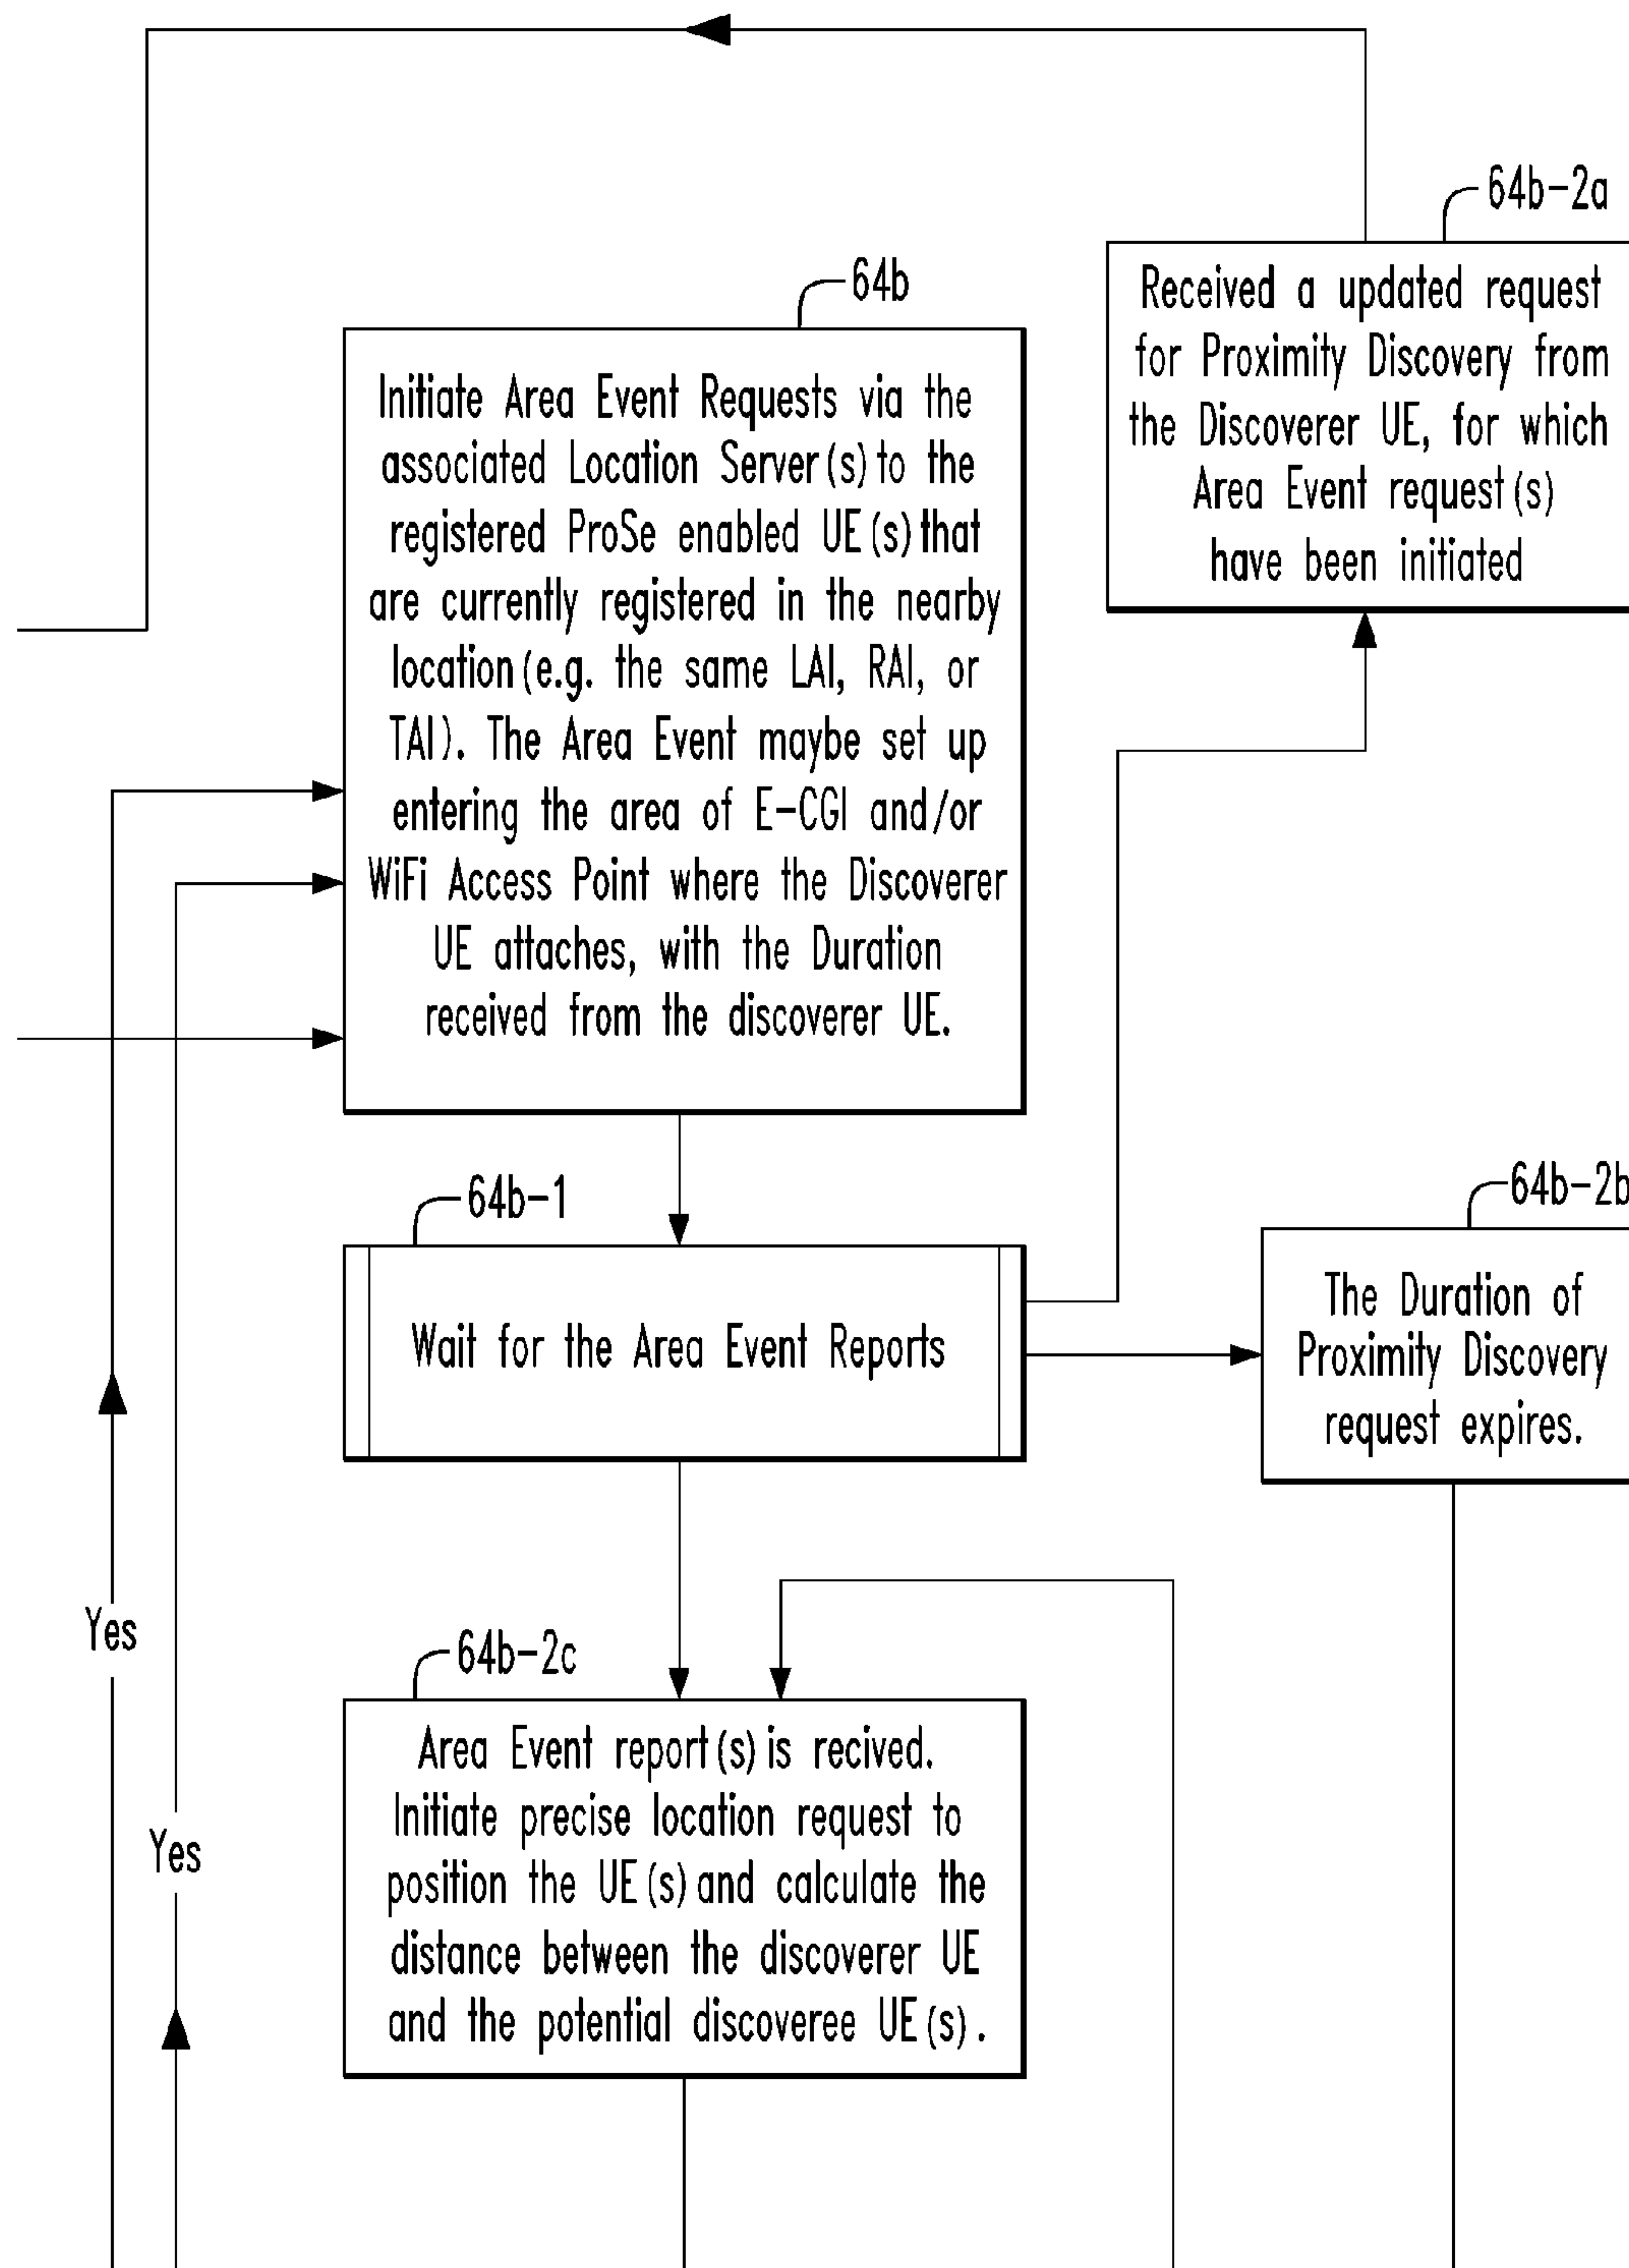 64b-2a
Received a updated request
for Proximity Discovery from
the Discoverer UE, for which
Area Event request(s)
have been initiated
64b
Initiate Area Event Requests via the
associated Location Server(s) to the
registered ProSe enabled UE(s) that
are currently registered in the nearby
location (e.g. the same LAI, RAI, or
TAI). The Area Event maybe set up
entering the area of E-CGI and/or
WiFi Access Point where the Discoverer
UE attaches, with the Duration
received from the discoverer UE.
64b-1
Wait for the Area Event Reports
64b-2b
The Duration of
Proximity Discovery
request expires.
Yes
Yes
64b-2c
Area Event report(s) is recived.
Initiate precise location request to
position the UE(s) and calculate the
distance between the discoverer UE
and the potential discoveree UE(s).